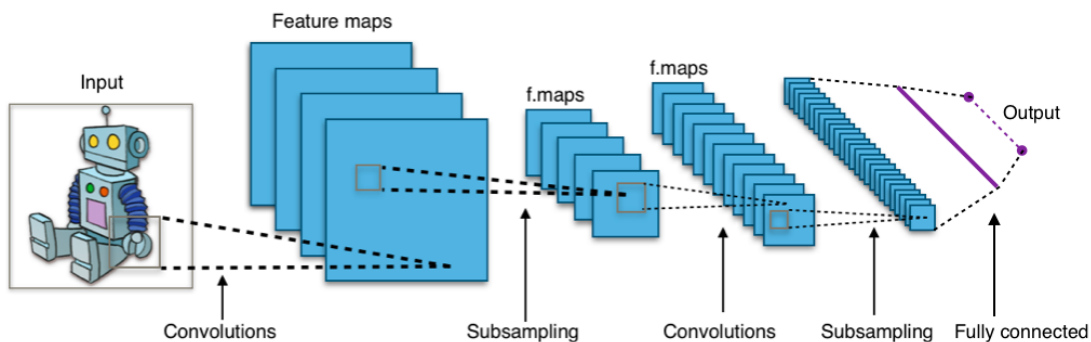 Feature maps
Input
f.maps
f.maps
Output
Convolutions
Subsampling
Convolutions
Subsampling
Fully connected